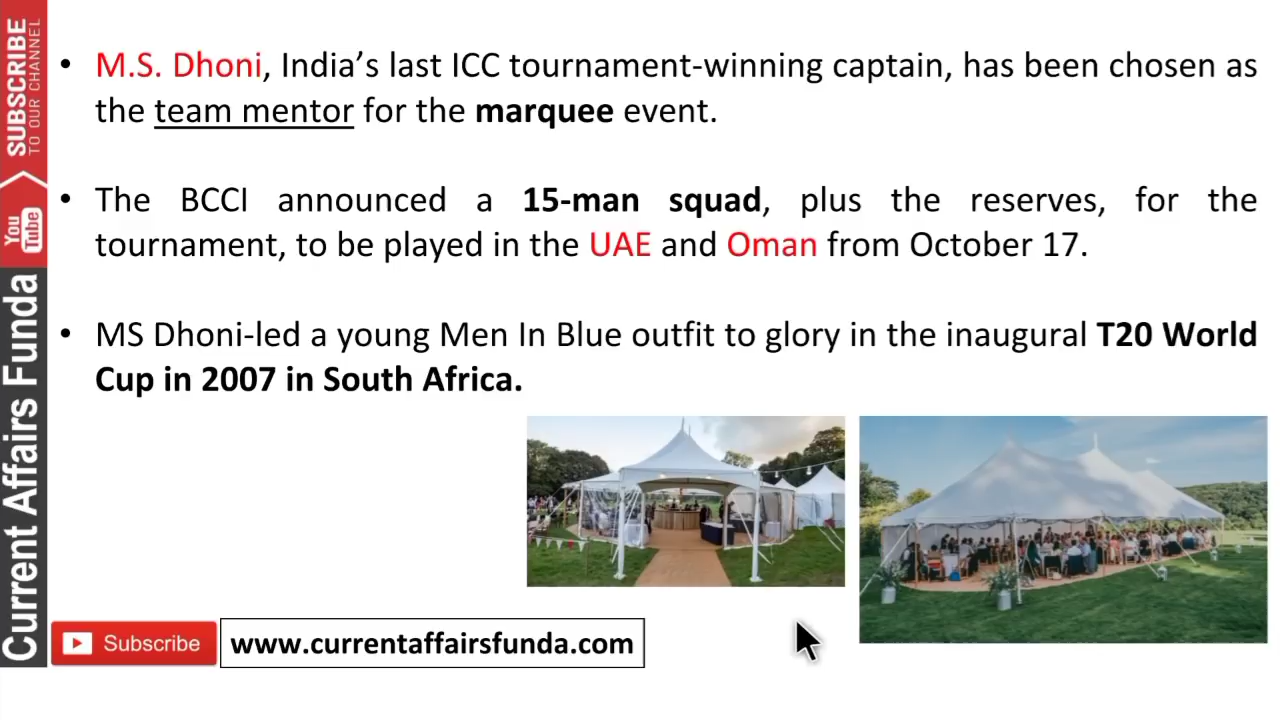 SUBSCRIBE
TO OUR CHANNEL
You Tube
Current Affairs Funda
• M.S. Dhoni, India’s last ICC tournament-winning captain, has been chosen as
the team mentor for the marquee event.
• The BCCI announced a 15-man squad, plus the reserves, for the
tournament, to be played in the UAE and Oman from October 17.
• MS Dhoni-led a young Men In Blue outfit to glory in the inaugural T20 World
Cup in 2007 in South Africa.
Subscribe
www.currentaffairsfunda.com